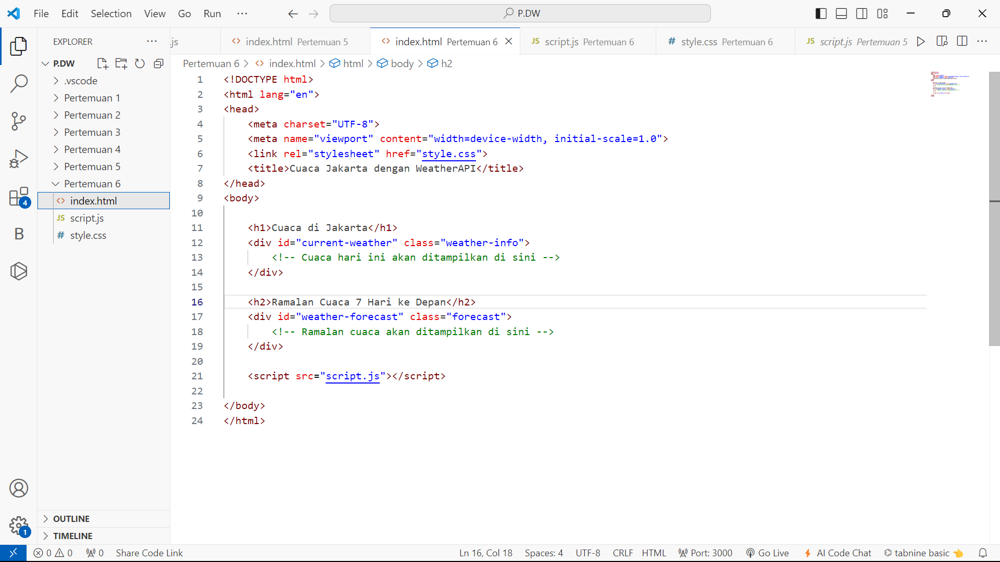 File Edit Selection View Go Run ··· P.DW
EXPLORER ···
.js
index.html Pertemuan 5
index.html Pertemuan 6
JS script.js Pertemuan 6
# style.css Pertemuan 6
JS script.js Pertemuan 5
P.DW
.vscode
Pertemuan 1
Pertemuan 2
Pertemuan 3
Pertemuan 4
Pertemuan 5
Pertemuan 6
<> index.html
JS script.js
# style.css
4
B
OUTLINE
1
TIMELINE
Pertemuan 6 > <> index.html > html > body > h2
1 <!DOCTYPE html>
2 <html lang="en">
3 <head>
4 <meta charset="UTF-8">
5 <meta name="viewport" content="width=device-width, initial-scale=1.0">
6 <link rel="stylesheet" href="style.css">
7 <title>Cuaca Jakarta dengan WeatherAPI</title>
8 </head>
9 <body>
10
11 <h1>Cuaca di Jakarta</h1>
12 <div id="current-weather" class="weather-info">
13 <!-- Cuaca hari ini akan ditampilkan di sini -->
14 </div>
15
16 <h2>Ramalan Cuaca 7 Hari ke Depan</h2>
17 <div id="weather-forecast" class="forecast">
18 <!-- Ramalan cuaca akan ditampilkan di sini -->
19 </div>
20
21 <script src="script.js"></script>
22
23 </body>
24 </html>
0 0 0 Share Code Link Ln 16, Col 18 Spaces: 4 UTF-8 CRLF HTML Port: 3000 Go Live AI Code Chat tabnine basic 👈